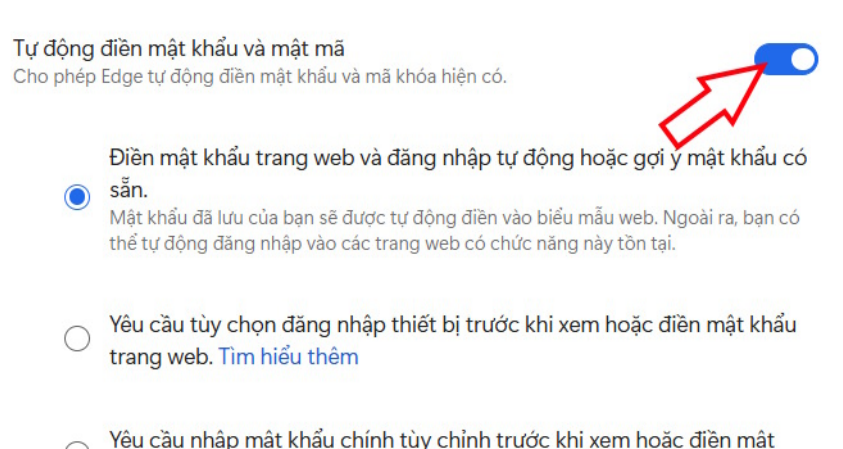 Tự động điền mật khẩu và mật mã
Cho phép Edge tự động điền mật khẩu và mã khóa hiện có.
Điền mật khẩu trang web và đăng nhập tự động hoặc gợi ý mật khẩu có
sẵn.
Mật khẩu đã lưu của bạn sẽ được tự động điền vào biểu mẫu web. Ngoài ra, bạn có
thể tự động đăng nhập vào các trang web có chức năng này tồn tại.
Yêu cầu tùy chọn đăng nhập thiết bị trước khi xem hoặc điền mật khẩu
trang web. Tìm hiểu thêm
Yêu cầu nhập mật khẩu chính tùy chỉnh trước khi xem hoặc điền mật